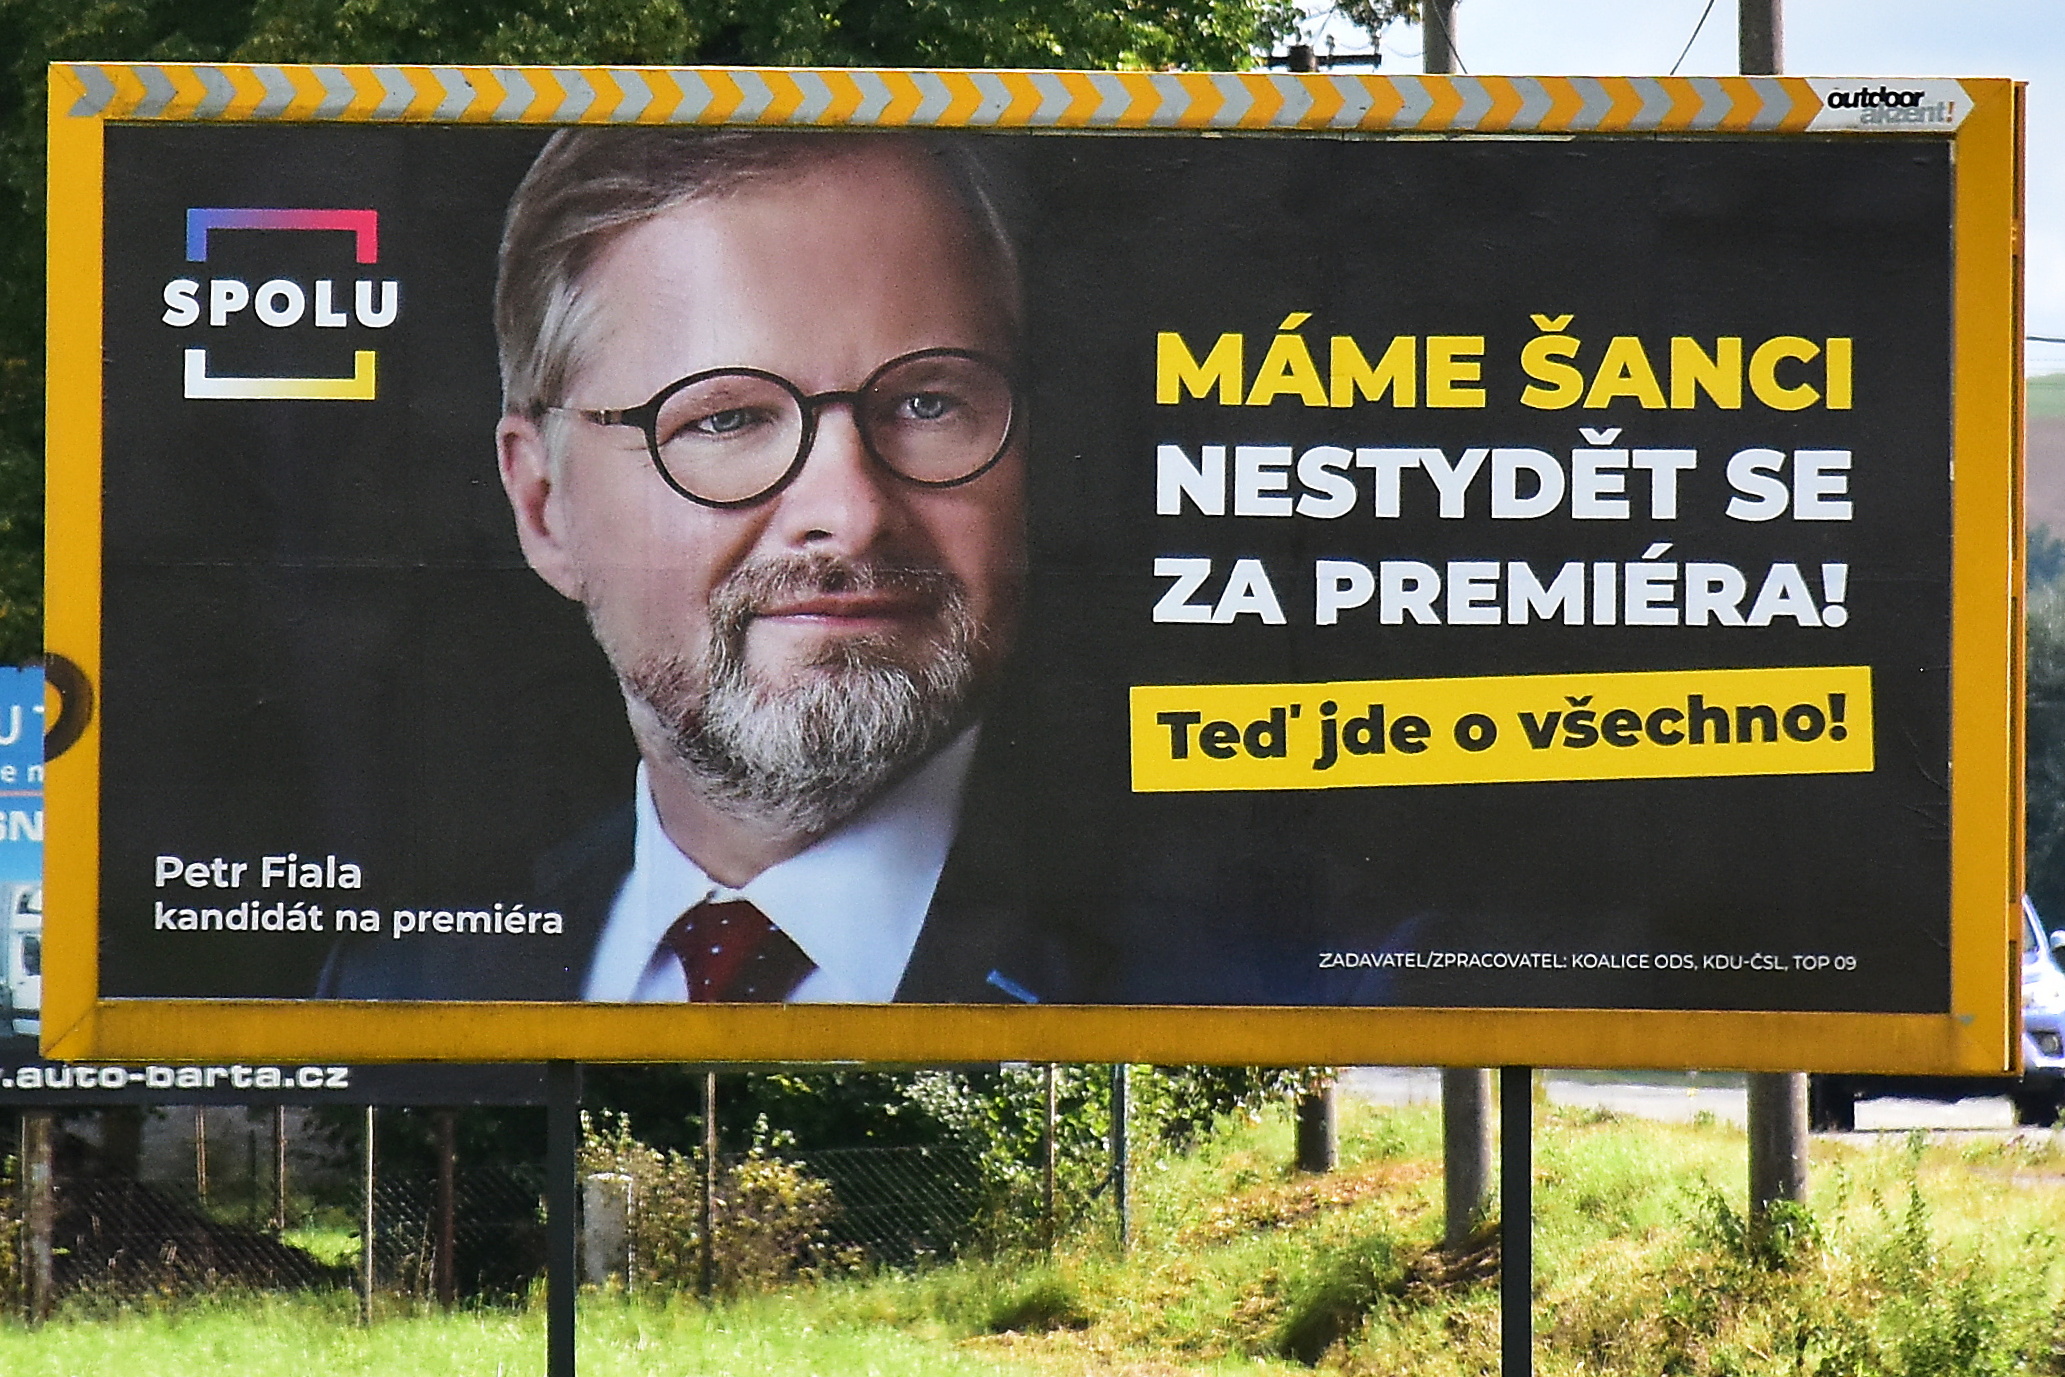 outdoor
akzent!
SPOLU
MÁME ŠANCI
NESTYDĚT SE
ZA PREMIÉRA!
Teď jde o všechno!
Petr Fiala
kandidát na premiéra
ZADAVATEL/ZPRACOVATEL: KOALICE ODS, KDU-ČSL, TOP 09
.auto-barta.cz